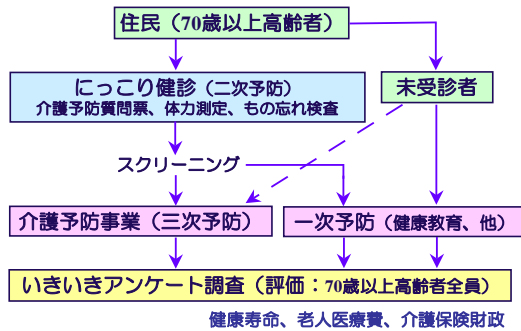 住民（70歳以上高齢者）
にっこり健診（二次予防）
介護予防質問票、体力測定、もの忘れ検査
未受診者
スクリーニング
介護予防事業（三次予防）
一次予防（健康教育、他）
いきいきアンケート調査（評価：70歳以上高齢者全員）
健康寿命、老人医療費、介護保険財政